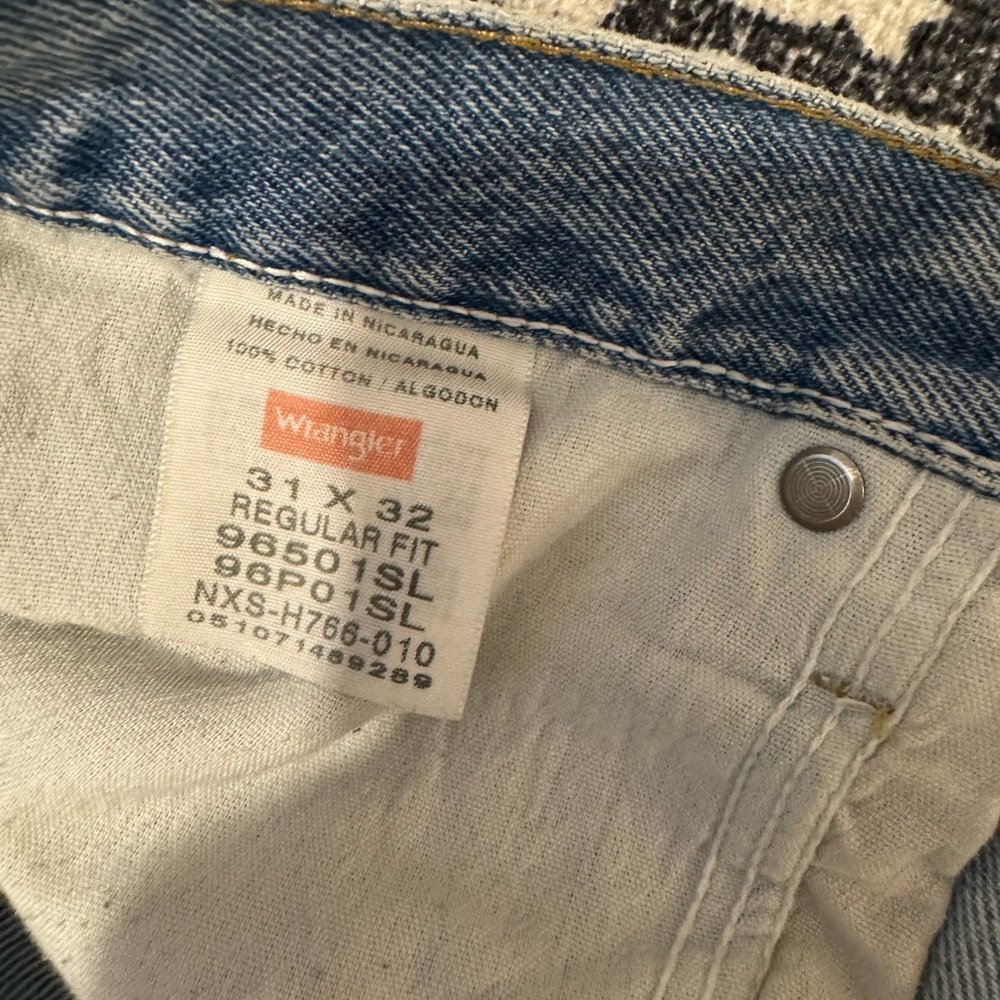 MADE IN NICARAGUA
HECHO EN NICARAGUA
100% COTTON / ALGODON
Wrangler
31 X 32
REGULAR FIT
96501SL
96P01SL
NXS-H766-010
051071489289